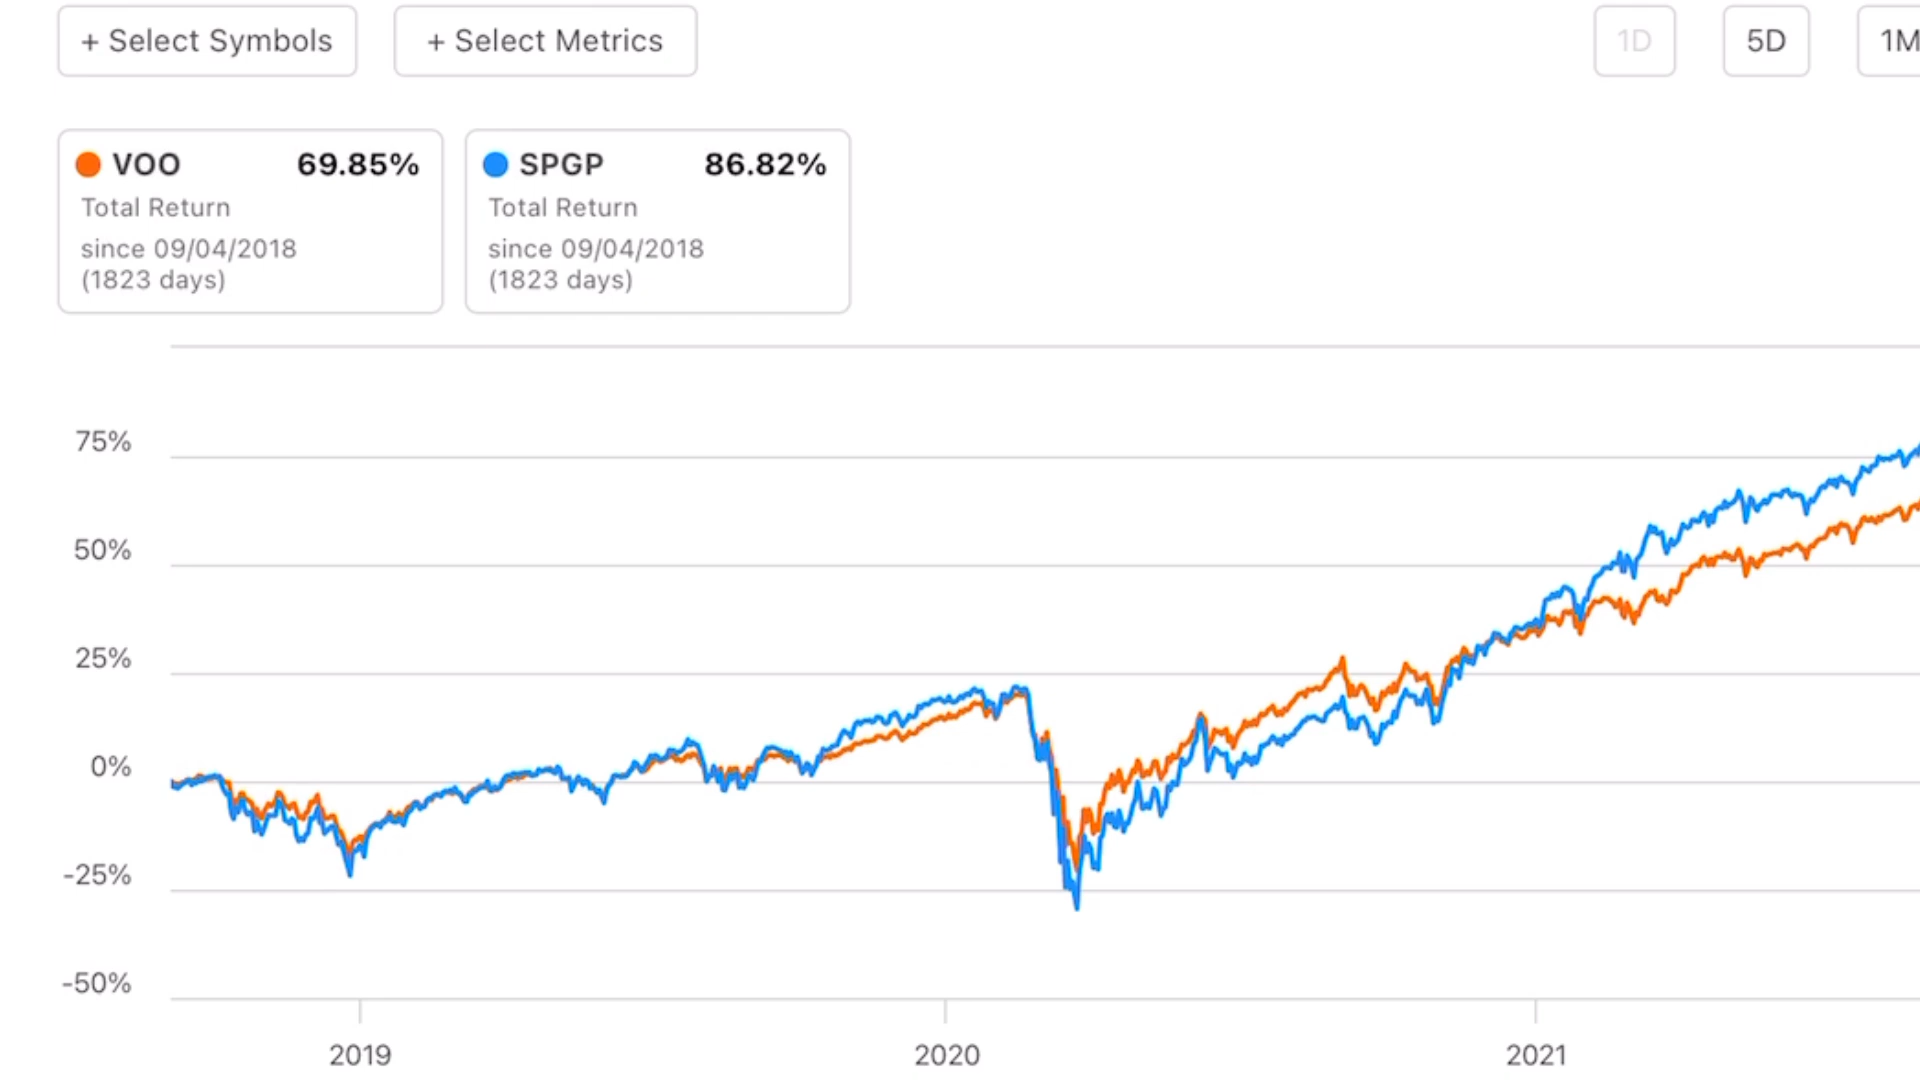 + Select Symbols
+ Select Metrics
1D
5D
1M
VOO 69.85%
Total Return
since 09/04/2018
(1823 days)
SPGP 86.82%
Total Return
since 09/04/2018
(1823 days)
75%
50%
25%
0%
-25%
-50%
2019
2020
2021